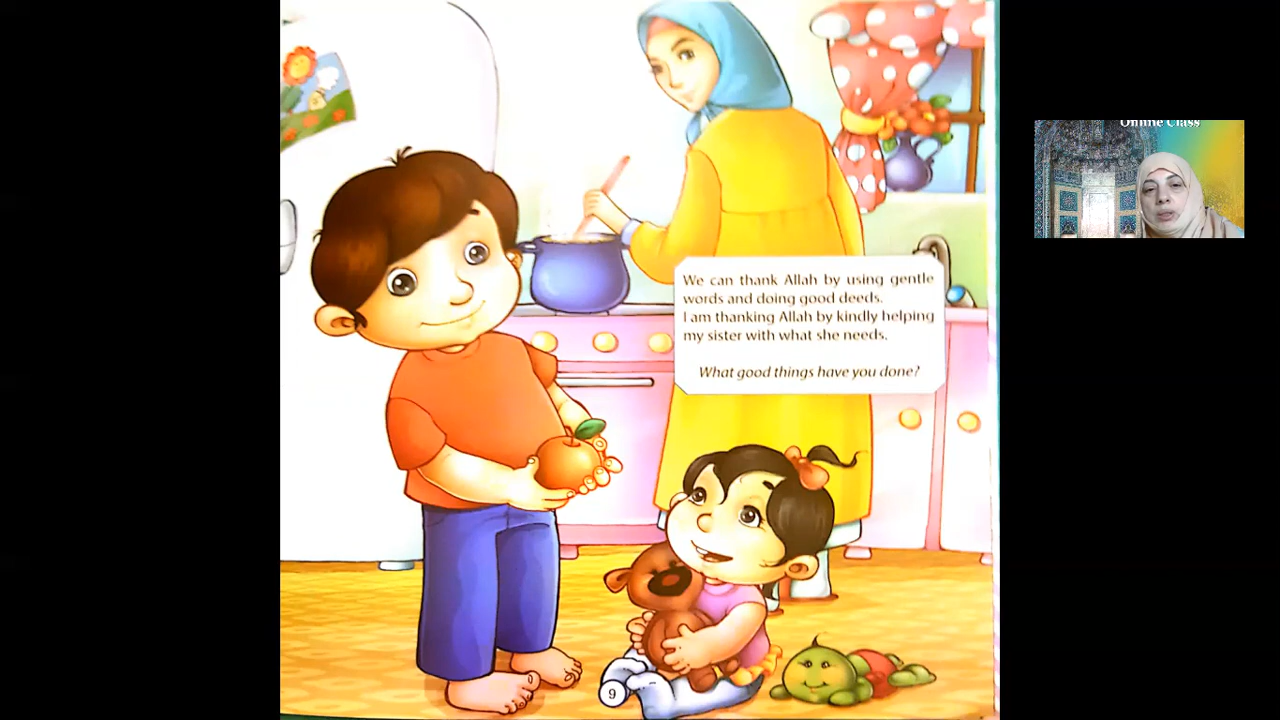 We can thank Allah by using gentle
words and doing good deeds.
I am thanking Allah by kindly helping
my sister with what she needs.
What good things have you done?
9
Online Class